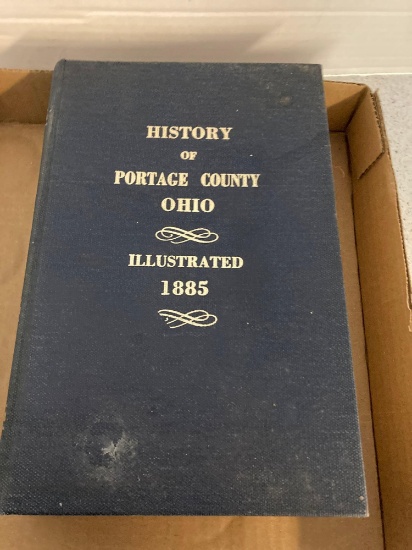 HISTORY
OF
PORTAGE COUNTY
OHIO
ILLUSTRATED
1885